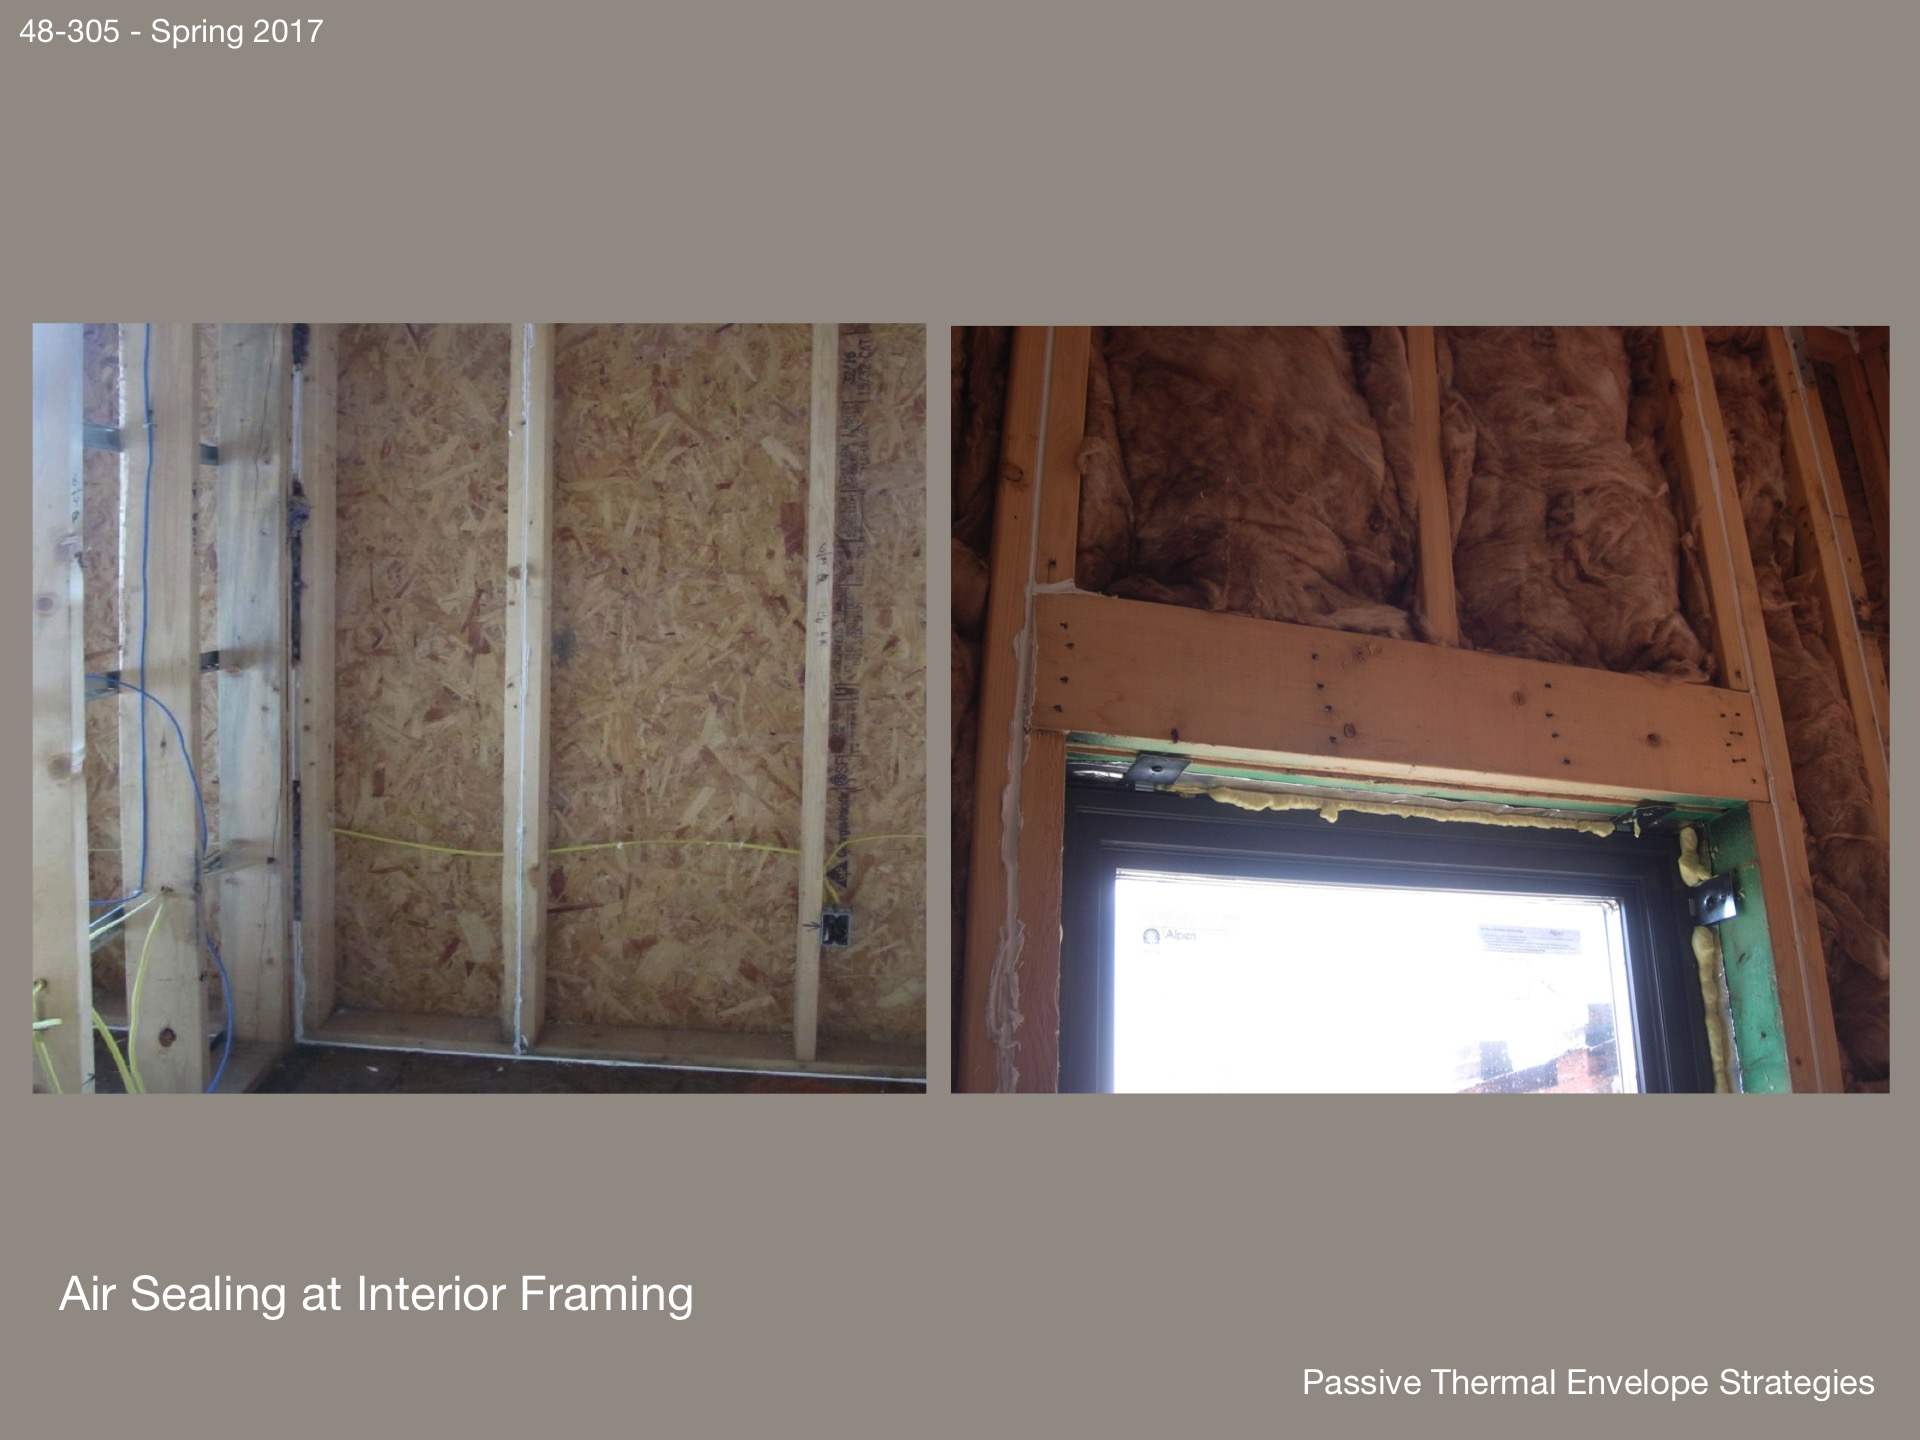 48-305 - Spring 2017
Alpen
Air Sealing at Interior Framing
Passive Thermal Envelope Strategies